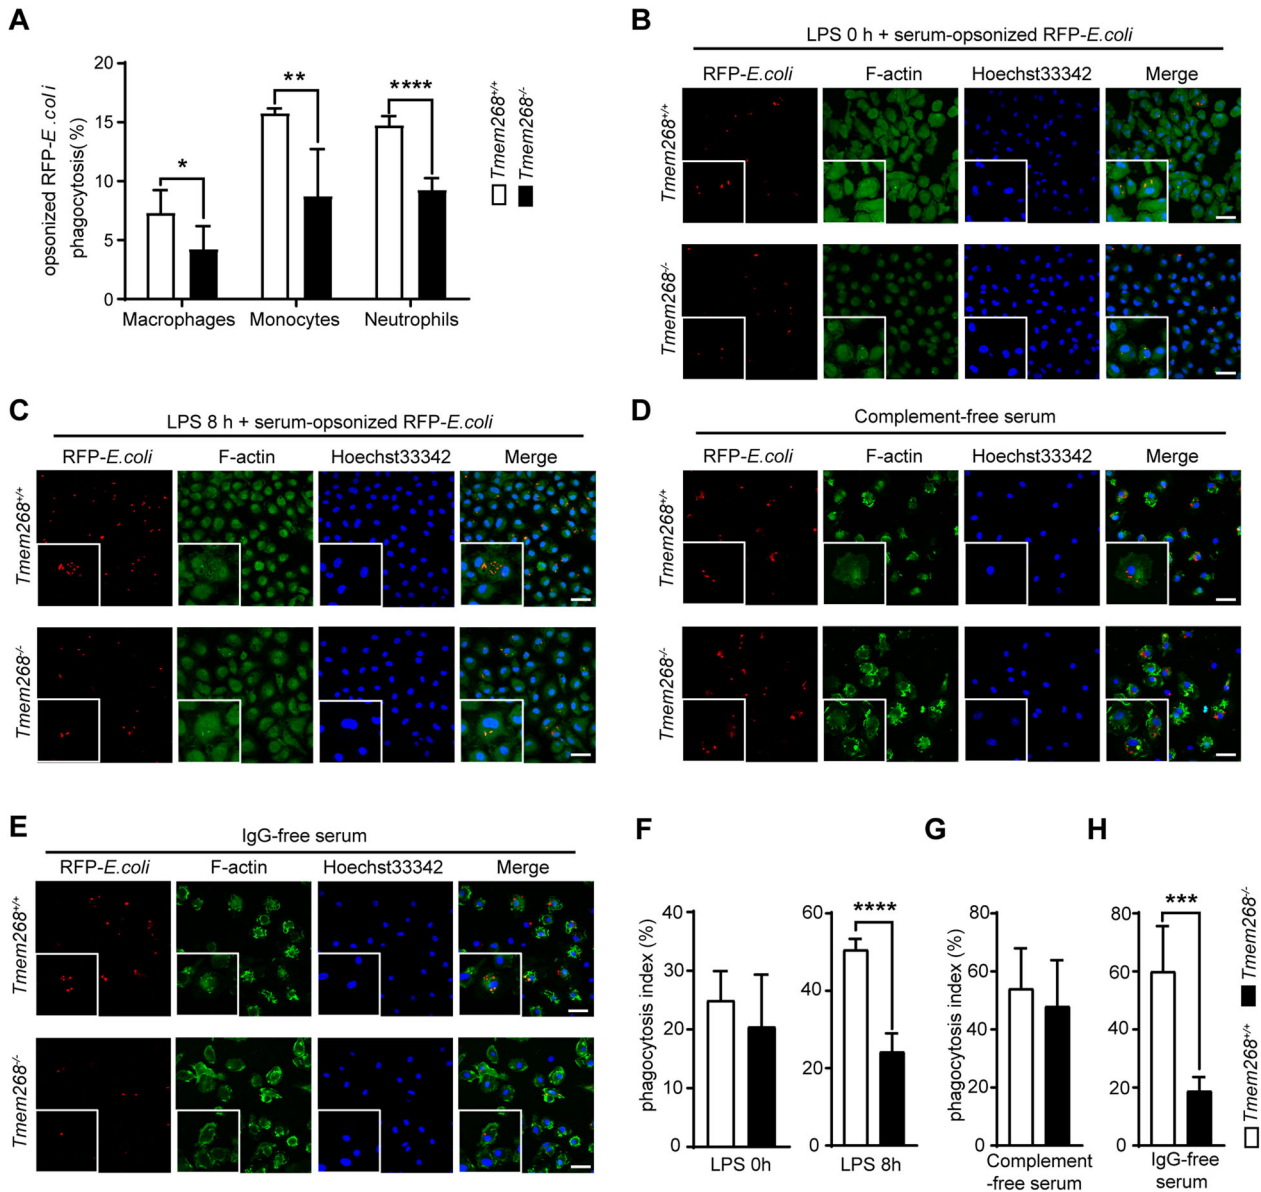 A
opsonized RFP-E.coli
phagocytosis(%)
20
15
10
5
0
*
**
****
Macrophages
Monocytes
Neutrophils
Tmem268+/+
Tmem268-/-
B
LPS 0 h + serum-opsonized RFP-E.coli
RFP-E.coli
F-actin
Hoechst33342
Merge
Tmem268+/+
Tmem268-/-
C
LPS 8 h + serum-opsonized RFP-E.coli
RFP-E.coli
F-actin
Hoechst33342
Merge
Tmem268+/+
Tmem268-/-
D
Complement-free serum
RFP-E.coli
F-actin
Hoechst33342
Merge
Tmem268+/+
Tmem268-/-
E
IgG-free serum
RFP-E.coli
F-actin
Hoechst33342
Merge
Tmem268+/+
Tmem268-/-
F
phagocytosis index (%)
40
30
20
10
0
LPS 0h
60
40
20
0
****
LPS 8h
G
phagocytosis index (%)
80
60
40
20
0
Complement
-free serum
H
80
60
40
20
0
***
IgG-free
serum
Tmem268+/+
Tmem268-/-